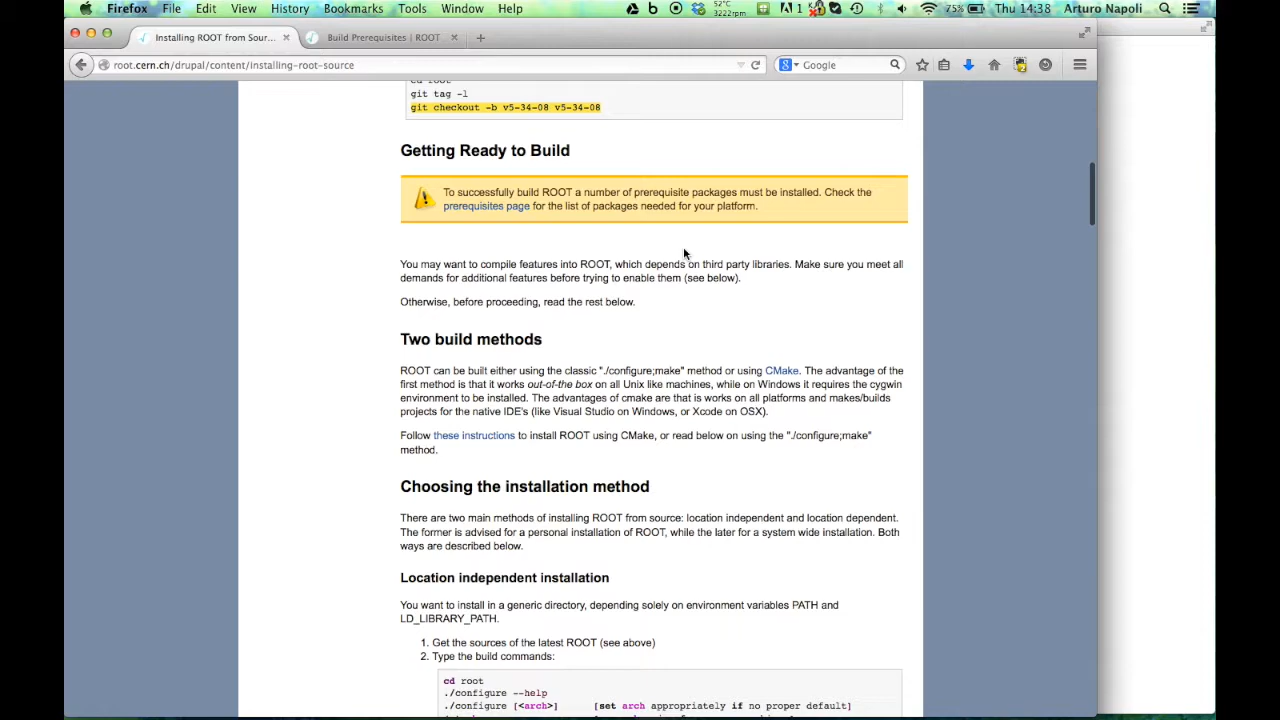 Firefox File Edit View History Bookmarks Tools Window Help 1 52°C 3222rpm 75% Thu 14:38 Arturo Napoli
Installing ROOT from Sour... Build Prerequisites | ROOT
root.cern.ch/drupal/content/installing-root-source Google
cd root
git tag -l
git checkout -b v5-34-08 v5-34-08
Getting Ready to Build
To successfully build ROOT a number of prerequisite packages must be installed. Check the
prerequisites page for the list of packages needed for your platform.
You may want to compile features into ROOT, which depends on third party libraries. Make sure you meet all
demands for additional features before trying to enable them (see below).
Otherwise, before proceeding, read the rest below.
Two build methods
ROOT can be built either using the classic "./configure;make" method or using CMake. The advantage of the
first method is that it works out-of-the box on all Unix like machines, while on Windows it requires the cygwin
environment to be installed. The advantages of cmake are that is works on all platforms and makes/builds
projects for the native IDE's (like Visual Studio on Windows, or Xcode on OSX).
Follow these instructions to install ROOT using CMake, or read below on using the "./configure;make"
method.
Choosing the installation method
There are two main methods of installing ROOT from source: location independent and location dependent.
The former is advised for a personal installation of ROOT, while the later for a system wide installation. Both
ways are described below.
Location independent installation
You want to install in a generic directory, depending solely on environment variables PATH and
LD_LIBRARY_PATH.
1. Get the sources of the latest ROOT (see above)
2. Type the build commands:
cd root
./configure --help
./configure [<arch>] [set arch appropriately if no proper default]